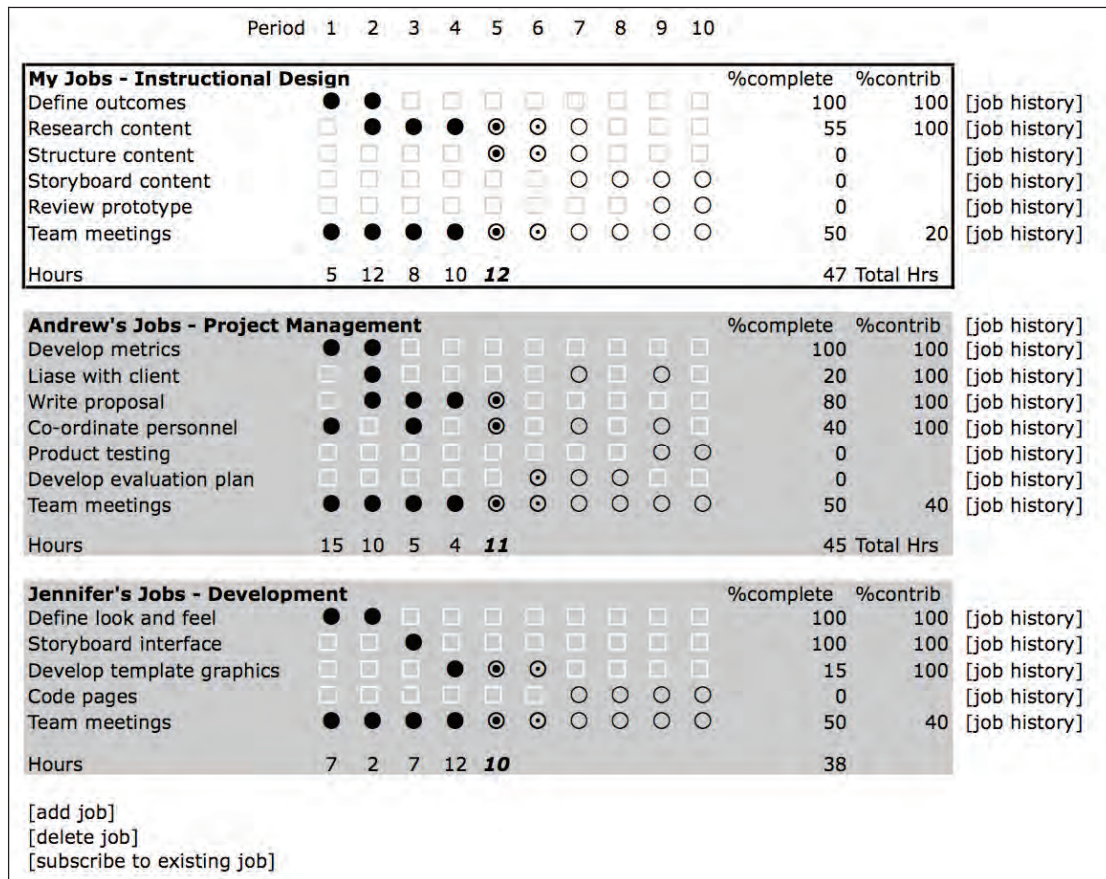 Period 1 2 3 4 5 6 7 8 9 10
My Jobs - Instructional Design %complete %contrib
Define outcomes 100 100 [job history]
Research content 55 100 [job history]
Structure content 0 [job history]
Storyboard content 0 [job history]
Review prototype 0 [job history]
Team meetings 50 20 [job history]
Hours 5 12 8 10 12 47 Total Hrs
Andrew's Jobs - Project Management %complete %contrib [job history]
Develop metrics 100 100 [job history]
Liase with client 20 100 [job history]
Write proposal 80 100 [job history]
Co-ordinate personnel 40 100 [job history]
Product testing 0 [job history]
Develop evaluation plan 0 [job history]
Team meetings 50 40 [job history]
Hours 15 10 5 4 11 45 Total Hrs
Jennifer's Jobs - Development %complete %contrib
Define look and feel 100 100 [job history]
Storyboard interface 100 100 [job history]
Develop template graphics 15 100 [job history]
Code pages 0 [job history]
Team meetings 50 40 [job history]
Hours 7 2 7 12 10 38
[add job]
[delete job]
[subscribe to existing job]